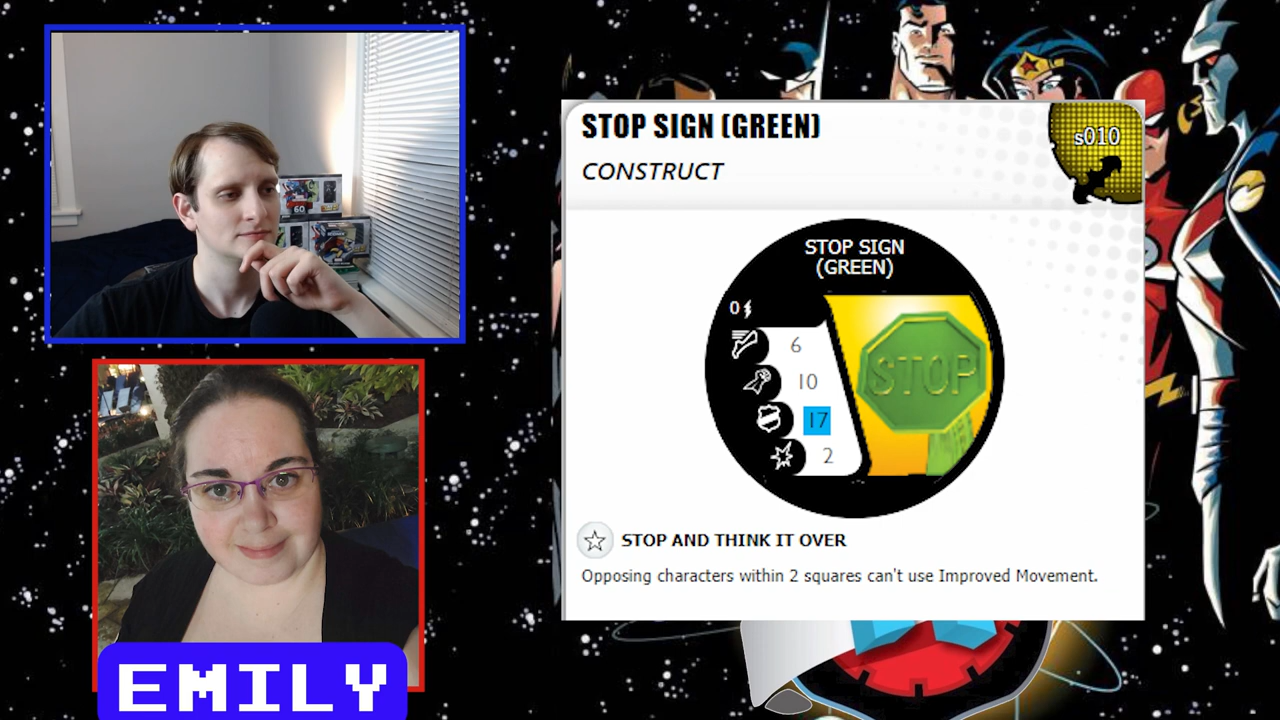 STOP SIGN (GREEN)
s010
CONSTRUCT
STOP SIGN
(GREEN)
0
6
10
17
2
STOP
STOP AND THINK IT OVER
Opposing characters within 2 squares can't use Improved Movement.
60
EMILY